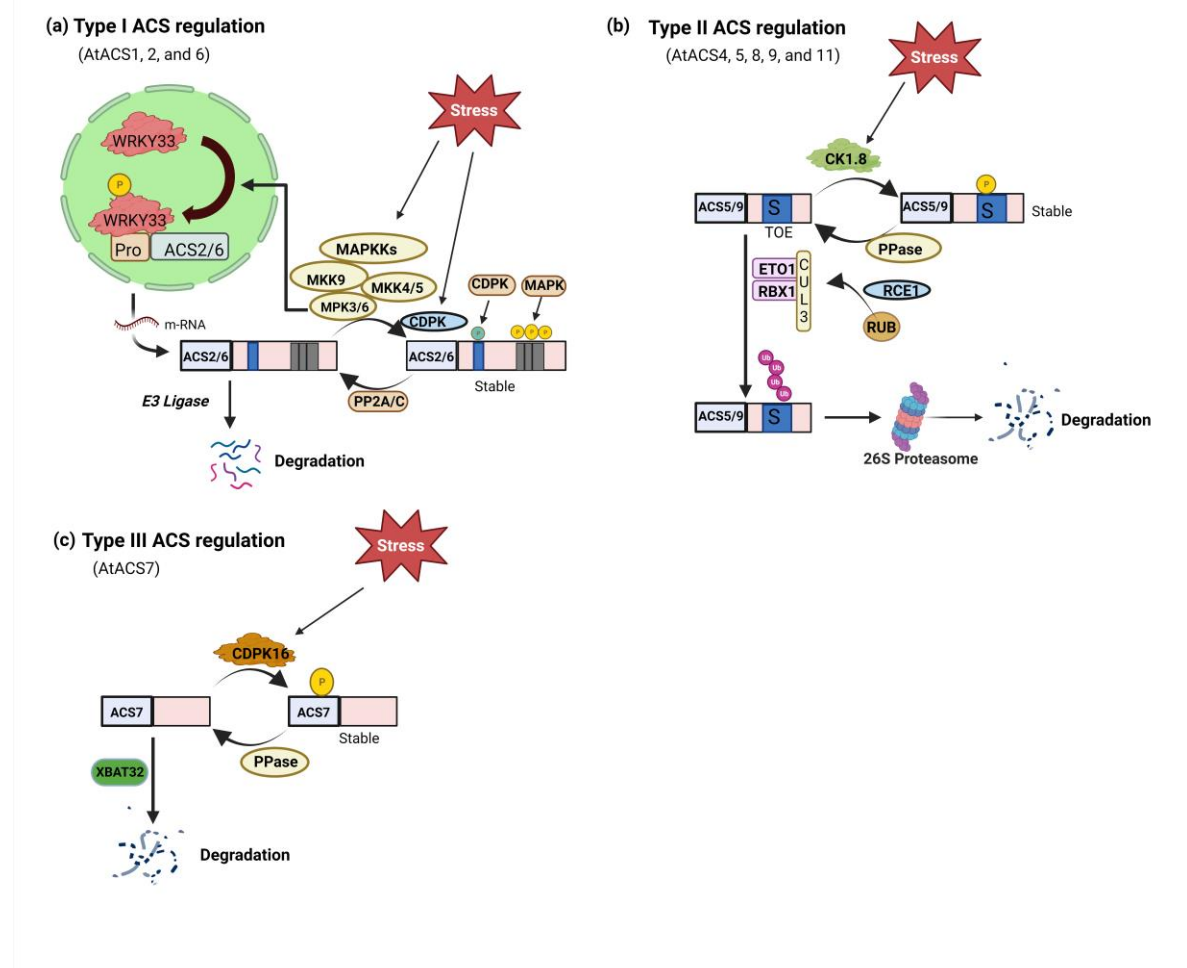 (a) Type I ACS regulation
(AtACS1, 2, and 6)
Stress
WRKY33
P
WRKY33
Pro
ACS2/6
m-RNA
MAPKKs
MKK9
MKK4/5
MPK3/6
CDPK
CDPK
MAPK
P
P
P
P
ACS2/6
ACS2/6
Stable
PP2A/C
E3 Ligase
Degradation
(b) Type II ACS regulation
(AtACS4, 5, 8, 9, and 11)
Stress
CK1.8
P
ACS5/9
S
TOE
ACS5/9
S
Stable
PPase
ETO1
RBX1
C
U
L
3
RCE1
RUB
Ub
Ub
Ub
Ub
ACS5/9
S
26S Proteasome
Degradation
(c) Type III ACS regulation
(AtACS7)
Stress
CDPK16
P
ACS7
ACS7
Stable
PPase
XBAT32
Degradation